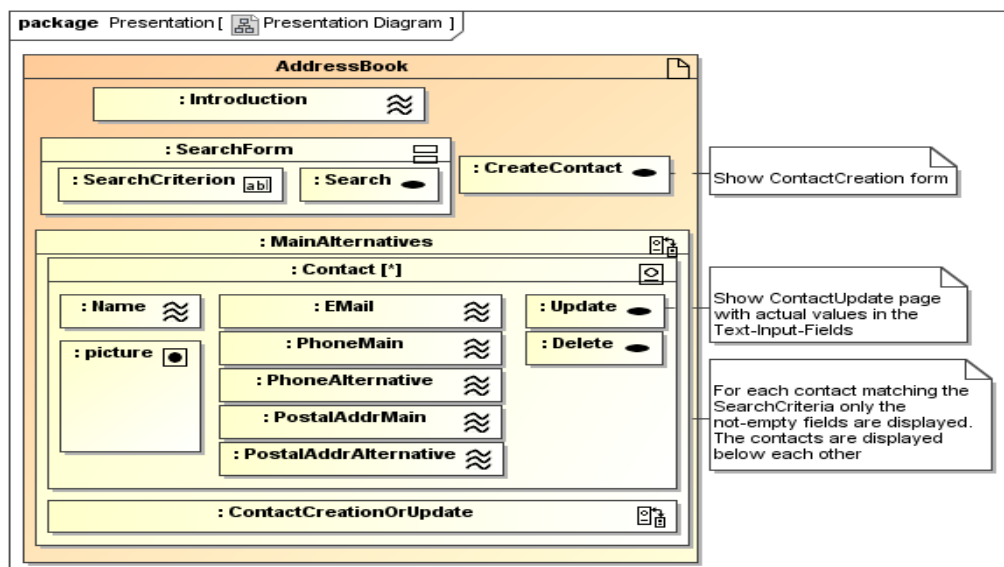 package Presentation [ Presentation Diagram ]
AddressBook
: Introduction
: SearchForm
: SearchCriterion
ab|
: Search
: CreateContact
Show ContactCreation form
: MainAlternatives
: Contact [*]
: Name
: EMail
: Update
Show ContactUpdate page
with actual values in the
Text-Input-Fields
: picture
: PhoneMain
: Delete
: PhoneAlternative
: PostalAddrMain
: PostalAddrAlternative
For each contact matching the
SearchCriteria only the
not-empty fields are displayed.
The contacts are displayed
below each other
: ContactCreationOrUpdate